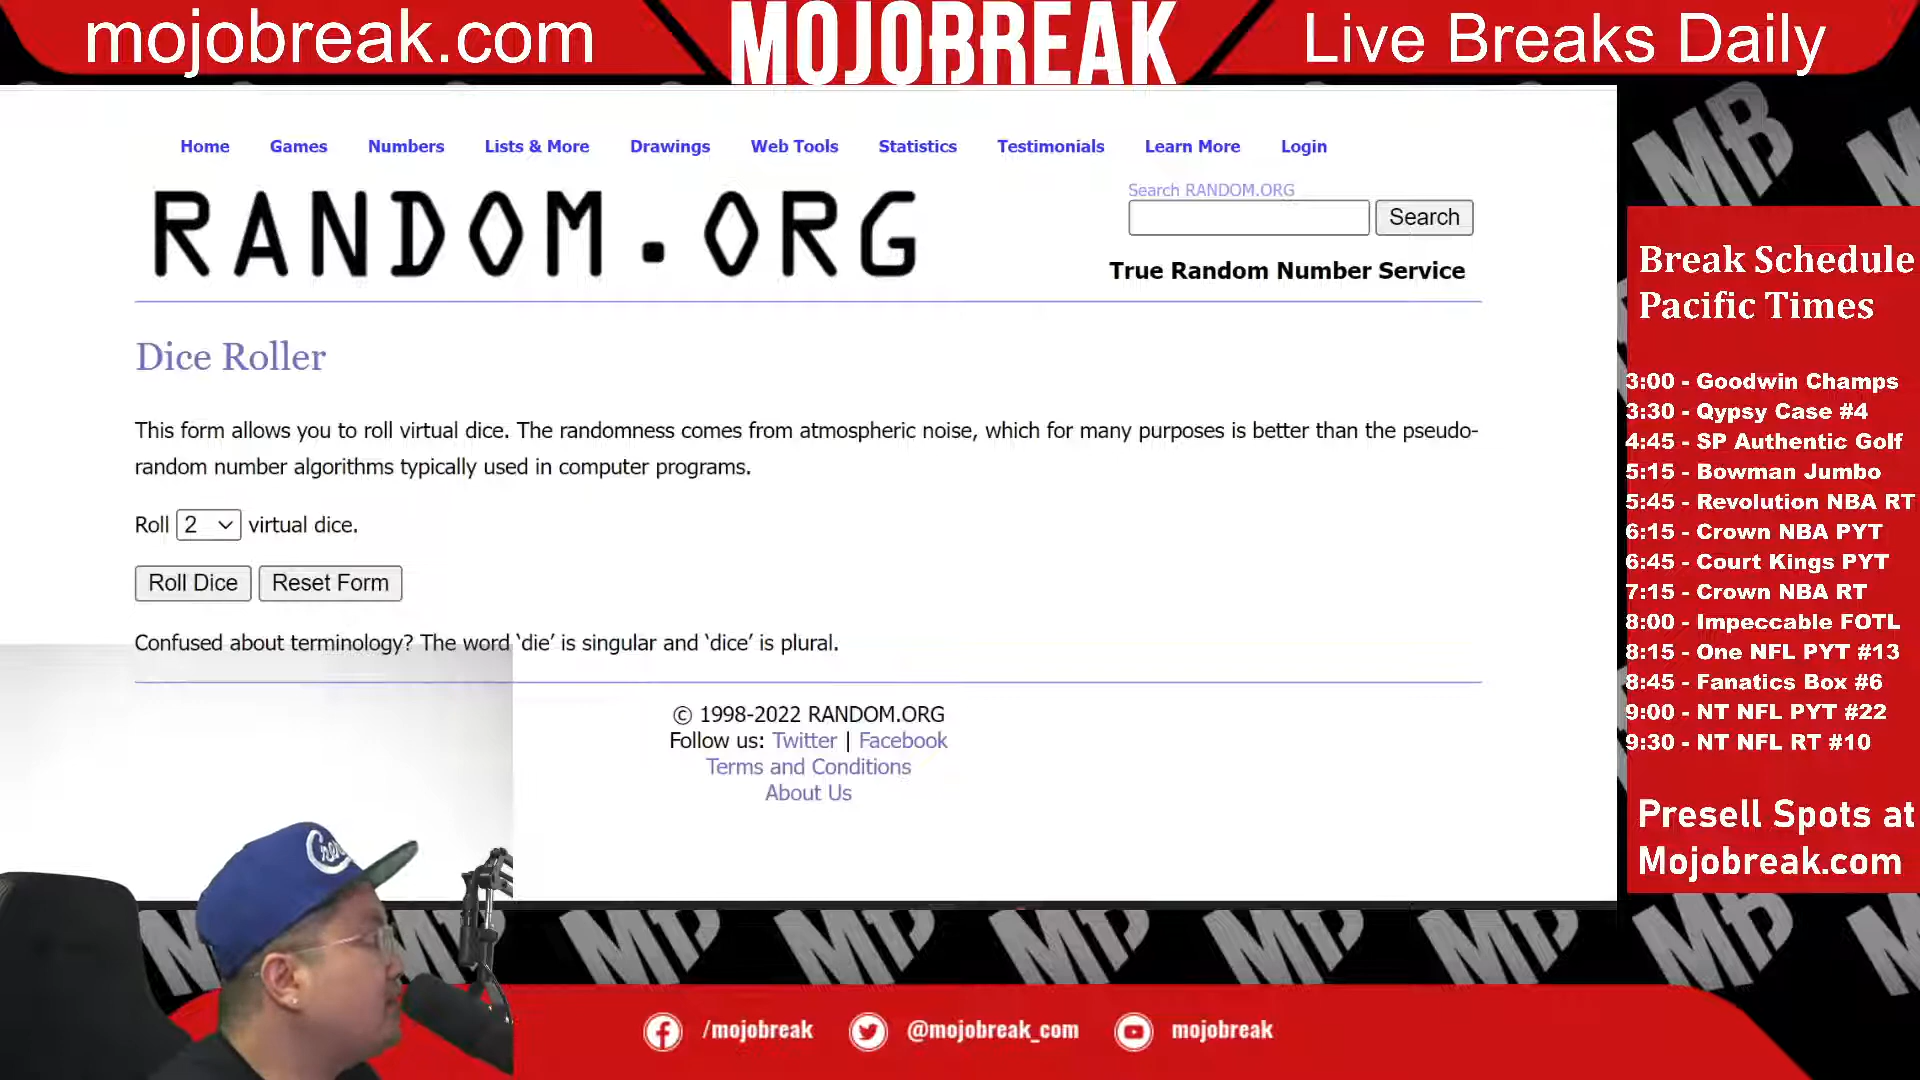 mojobreak.com
MOJOBREAK
Live Breaks Daily
Home Games Numbers Lists & More Drawings Web Tools Statistics Testimonials Learn More Login
RANDOM.ORG
Search RANDOM.ORG
Search
True Random Number Service
Dice Roller
This form allows you to roll virtual dice. The randomness comes from atmospheric noise, which for many purposes is better than the pseudo-
random number algorithms typically used in computer programs.
Roll 2 virtual dice.
Roll Dice Reset Form
Confused about terminology? The word ‘die’ is singular and ‘dice’ is plural.
© 1998-2022 RANDOM.ORG
Follow us: Twitter | Facebook
Terms and Conditions
About Us
Break Schedule
Pacific Times
3:00 - Goodwin Champs
3:30 - Qypsy Case #4
4:45 - SP Authentic Golf
5:15 - Bowman Jumbo
5:45 - Revolution NBA RT
6:15 - Crown NBA PYT
6:45 - Court Kings PYT
7:15 - Crown NBA RT
8:00 - Impeccable FOTL
8:15 - One NFL PYT #13
8:45 - Fanatics Box #6
9:00 - NT NFL PYT #22
9:30 - NT NFL RT #10
Presell Spots at
Mojobreak.com
MB
MB
MB
MB
MB
MB
MB
/mojobreak @mojobreak_com mojobreak